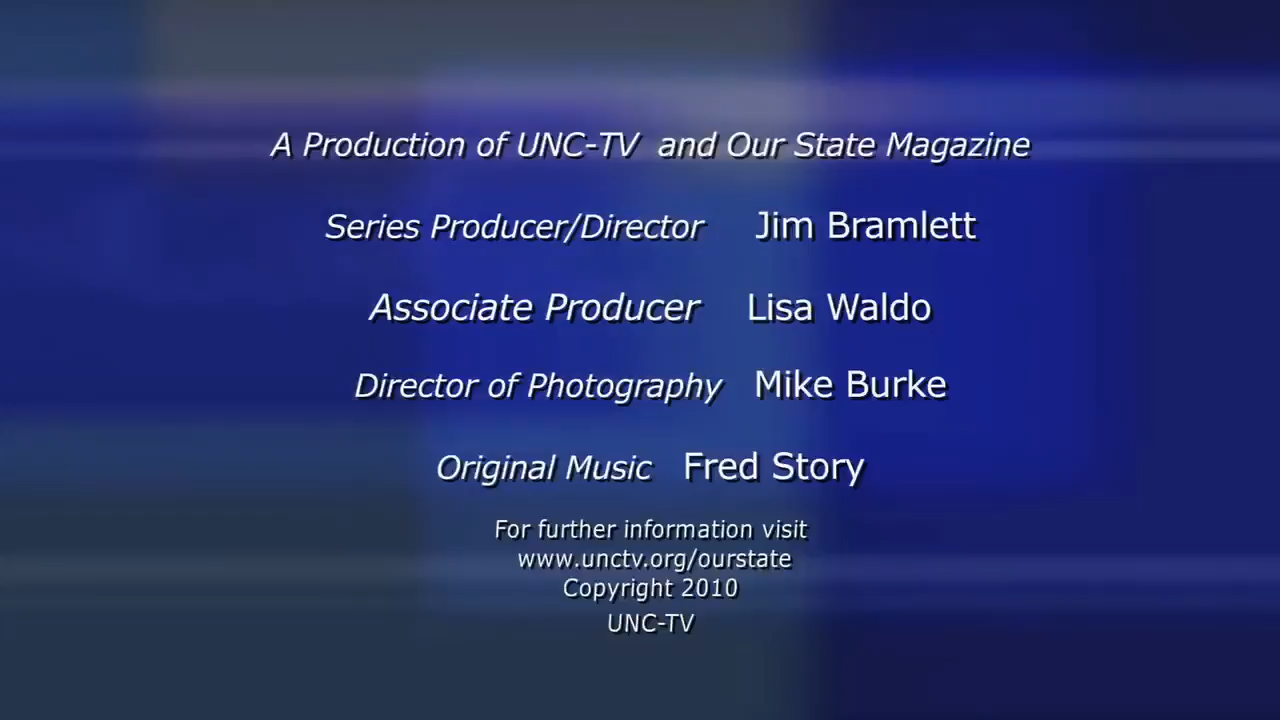 A Production of UNC-TV and Our State Magazine
Series Producer/Director Jim Bramlett
Associate Producer Lisa Waldo
Director of Photography Mike Burke
Original Music Fred Story
For further information visit
www.unctv.org/ourstate
Copyright 2010
UNC-TV